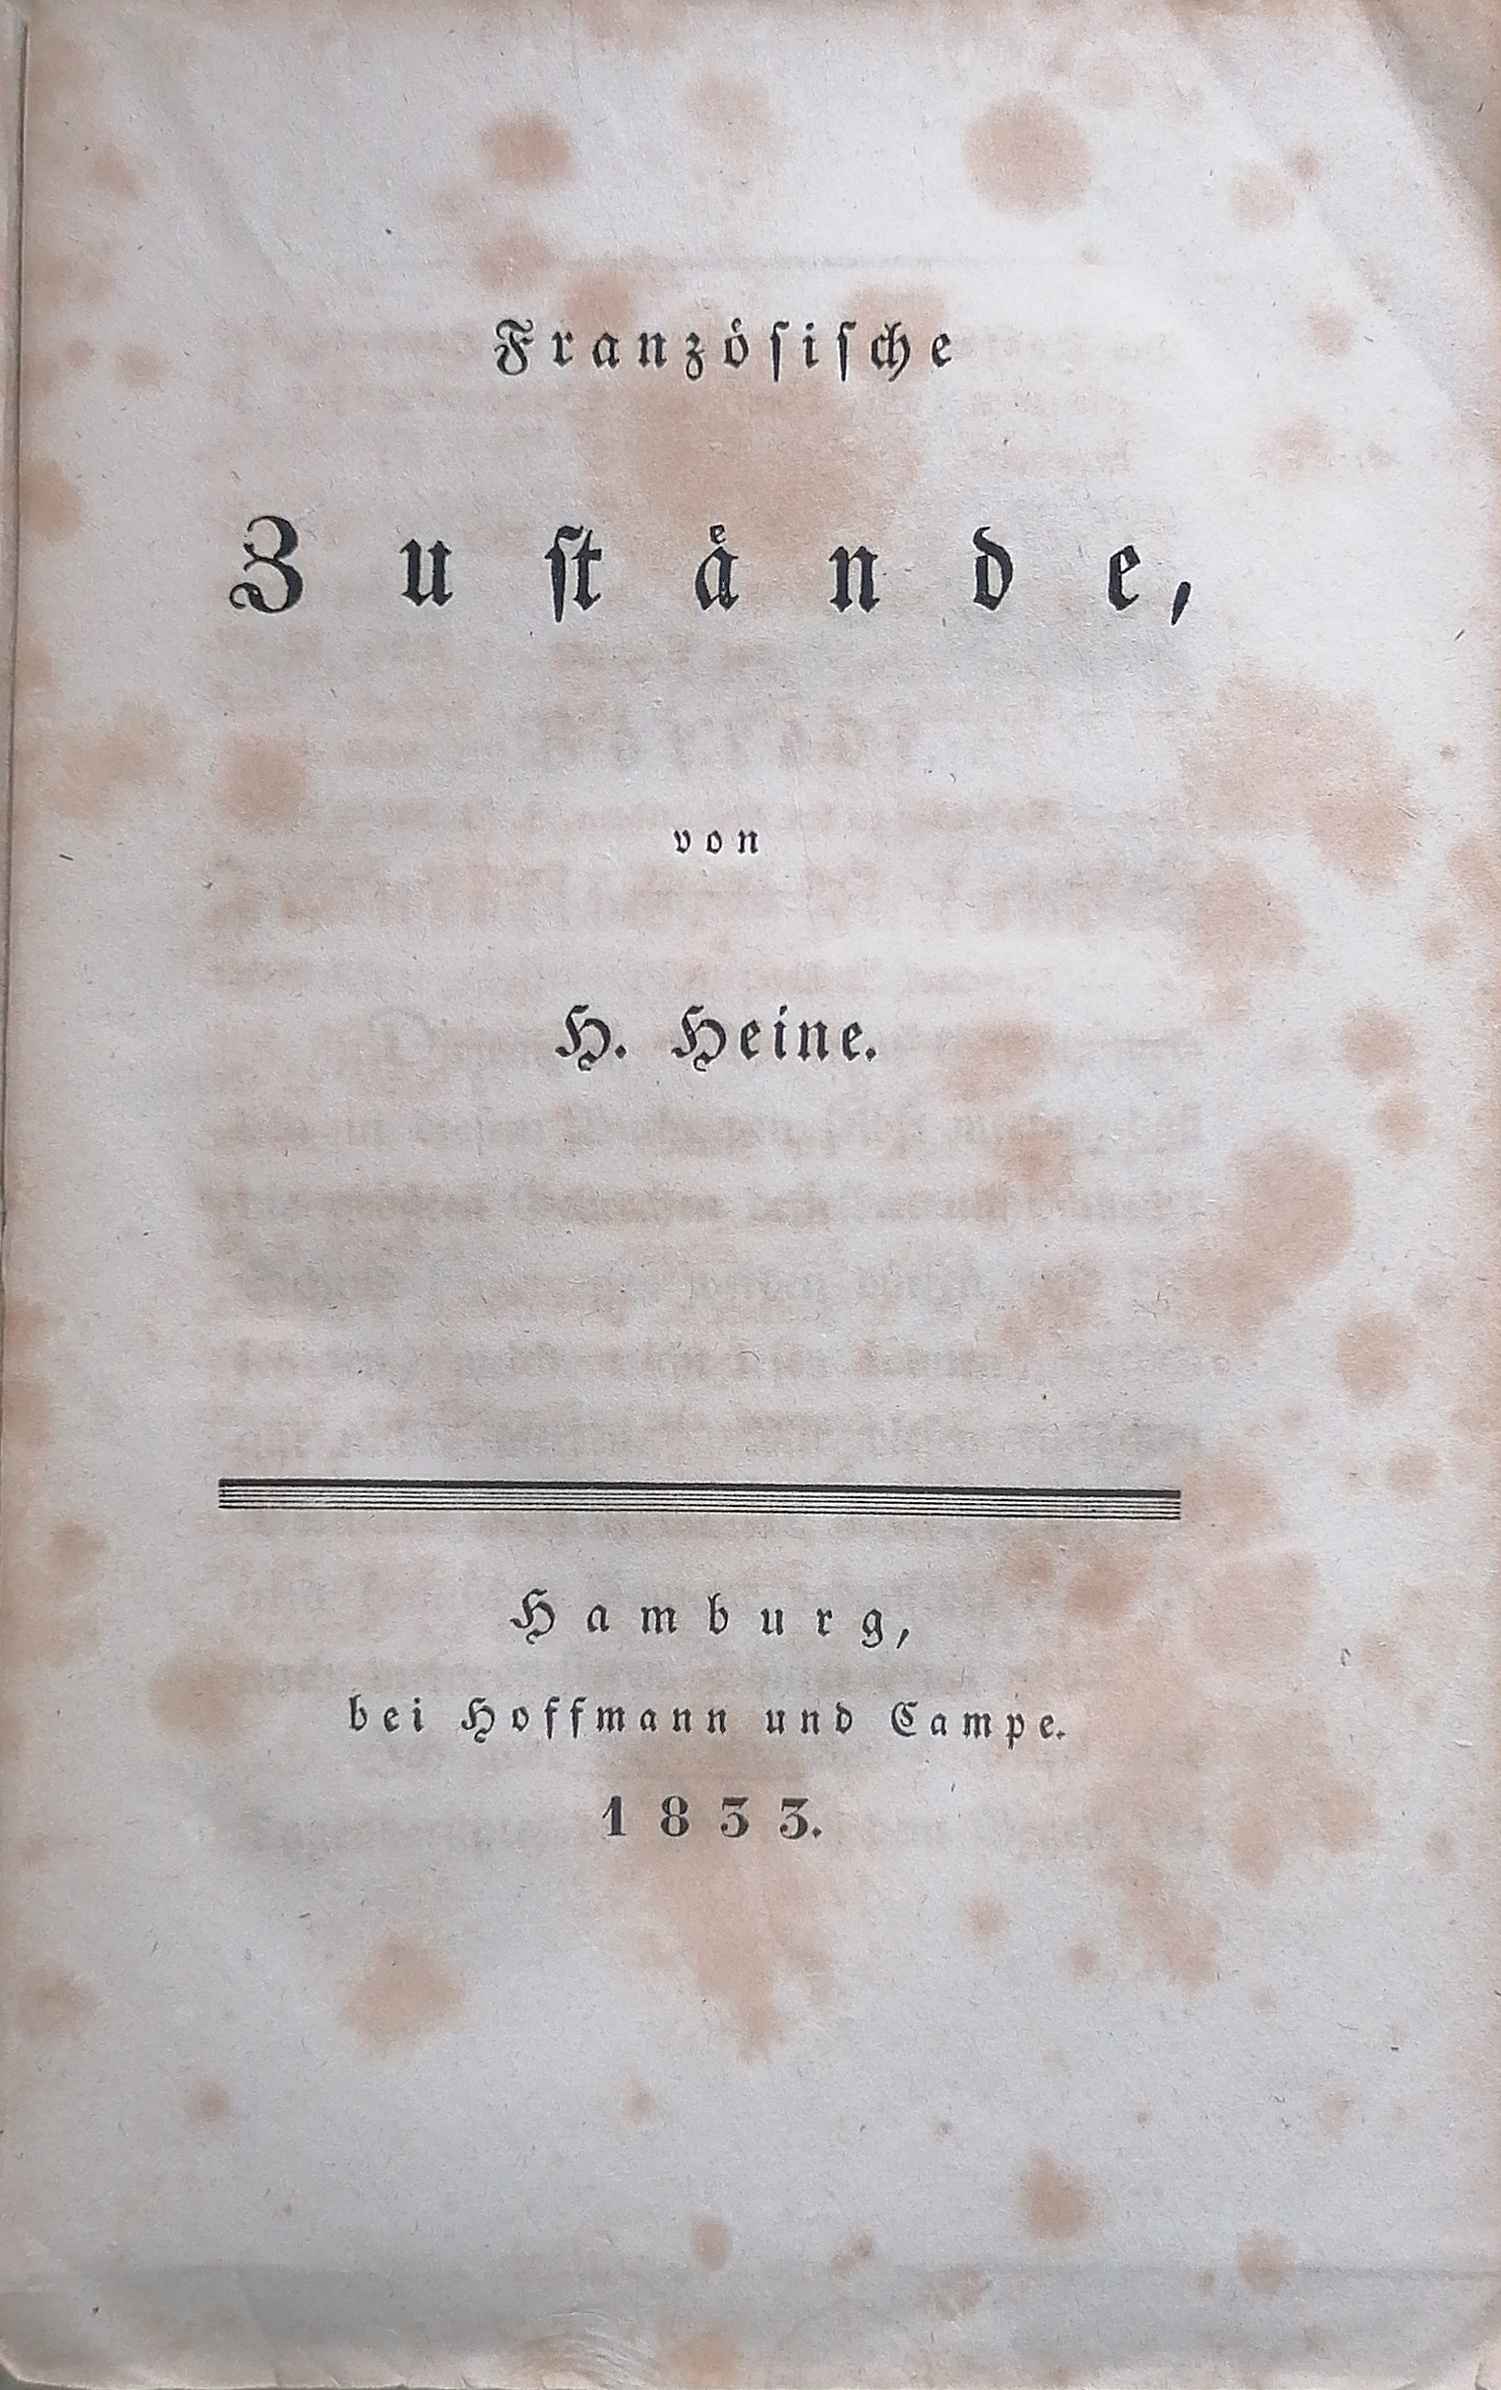 Französische
Zustände,
von
H. Heine.
Hamburg,
bei Hoffmann und Campe.
1833.